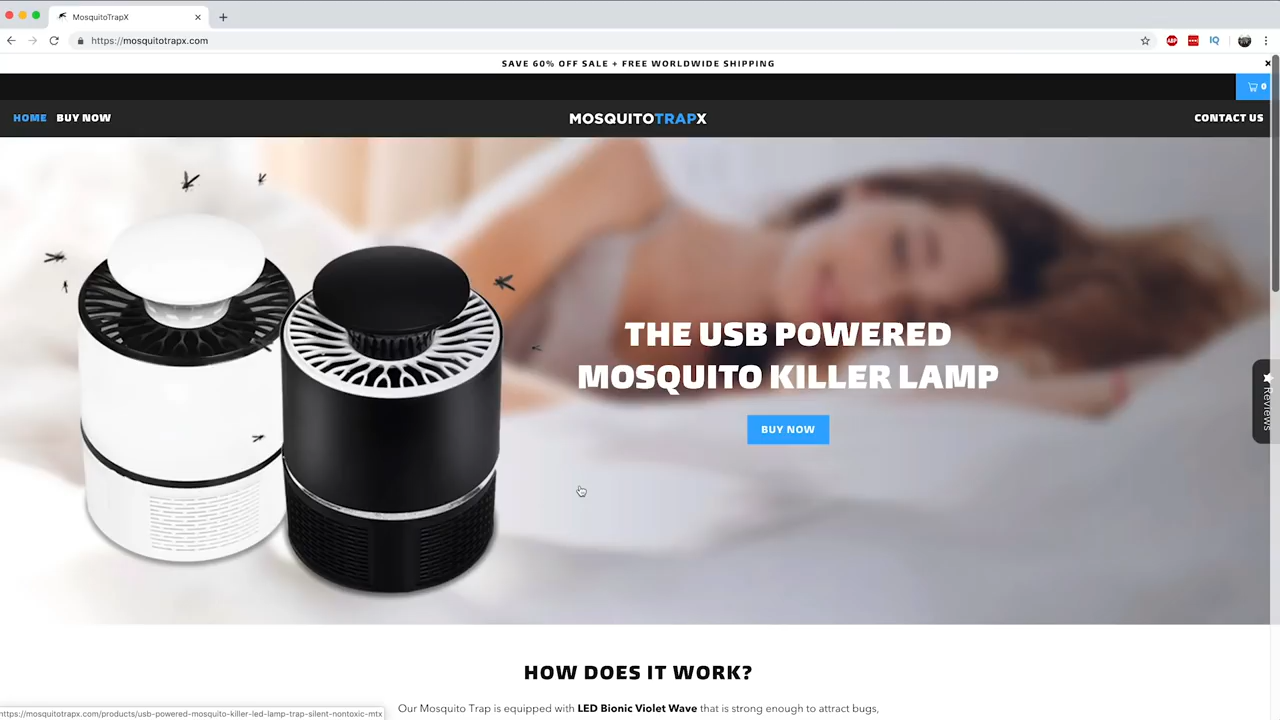 MosquitoTrapX
https://mosquitotrapx.com
ABP
IQ
SAVE 60% OFF SALE + FREE WORLDWIDE SHIPPING
0
HOME BUY NOW
MOSQUITOTRAPX
CONTACT US
THE USB POWERED
MOSQUITO KILLER LAMP
BUY NOW
Reviews
HOW DOES IT WORK?
Our Mosquito Trap is equipped with LED Bionic Violet Wave that is strong enough to attract bugs,
https://mosquitotrapx.com/products/usb-powered-mosquito-killer-led-lamp-trap-silent-nontoxic-mtx